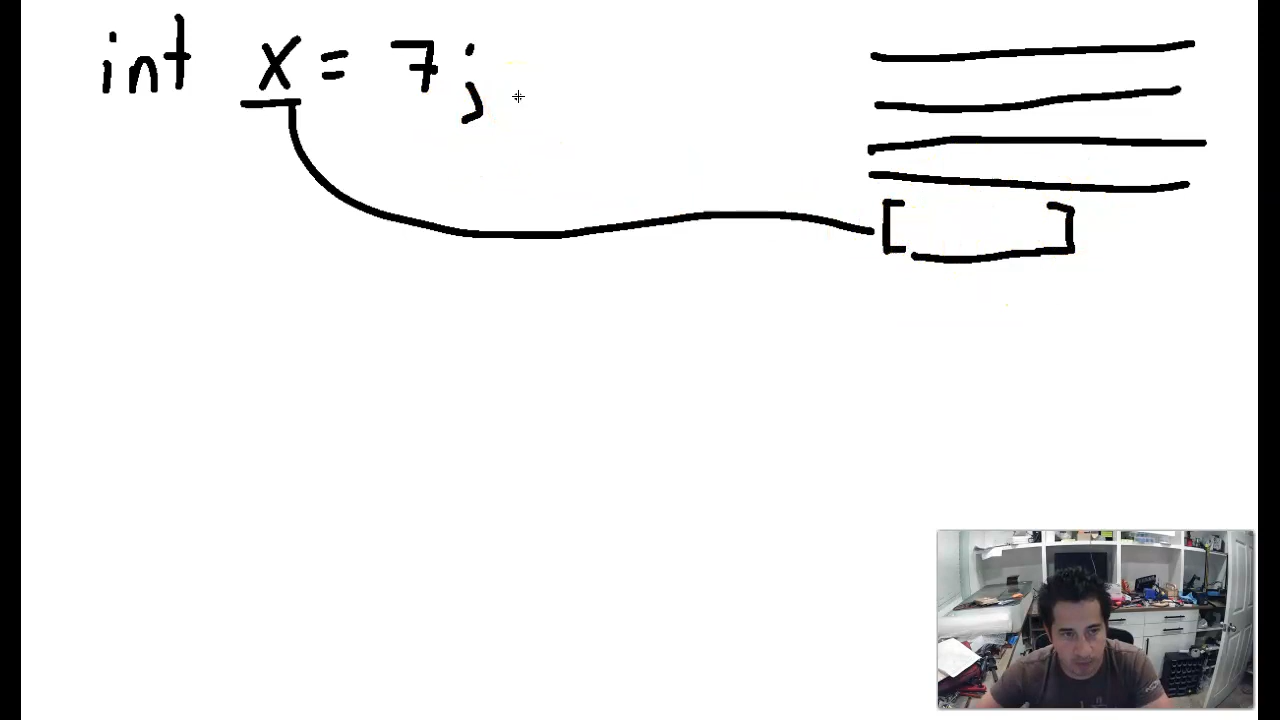 int x = 7;